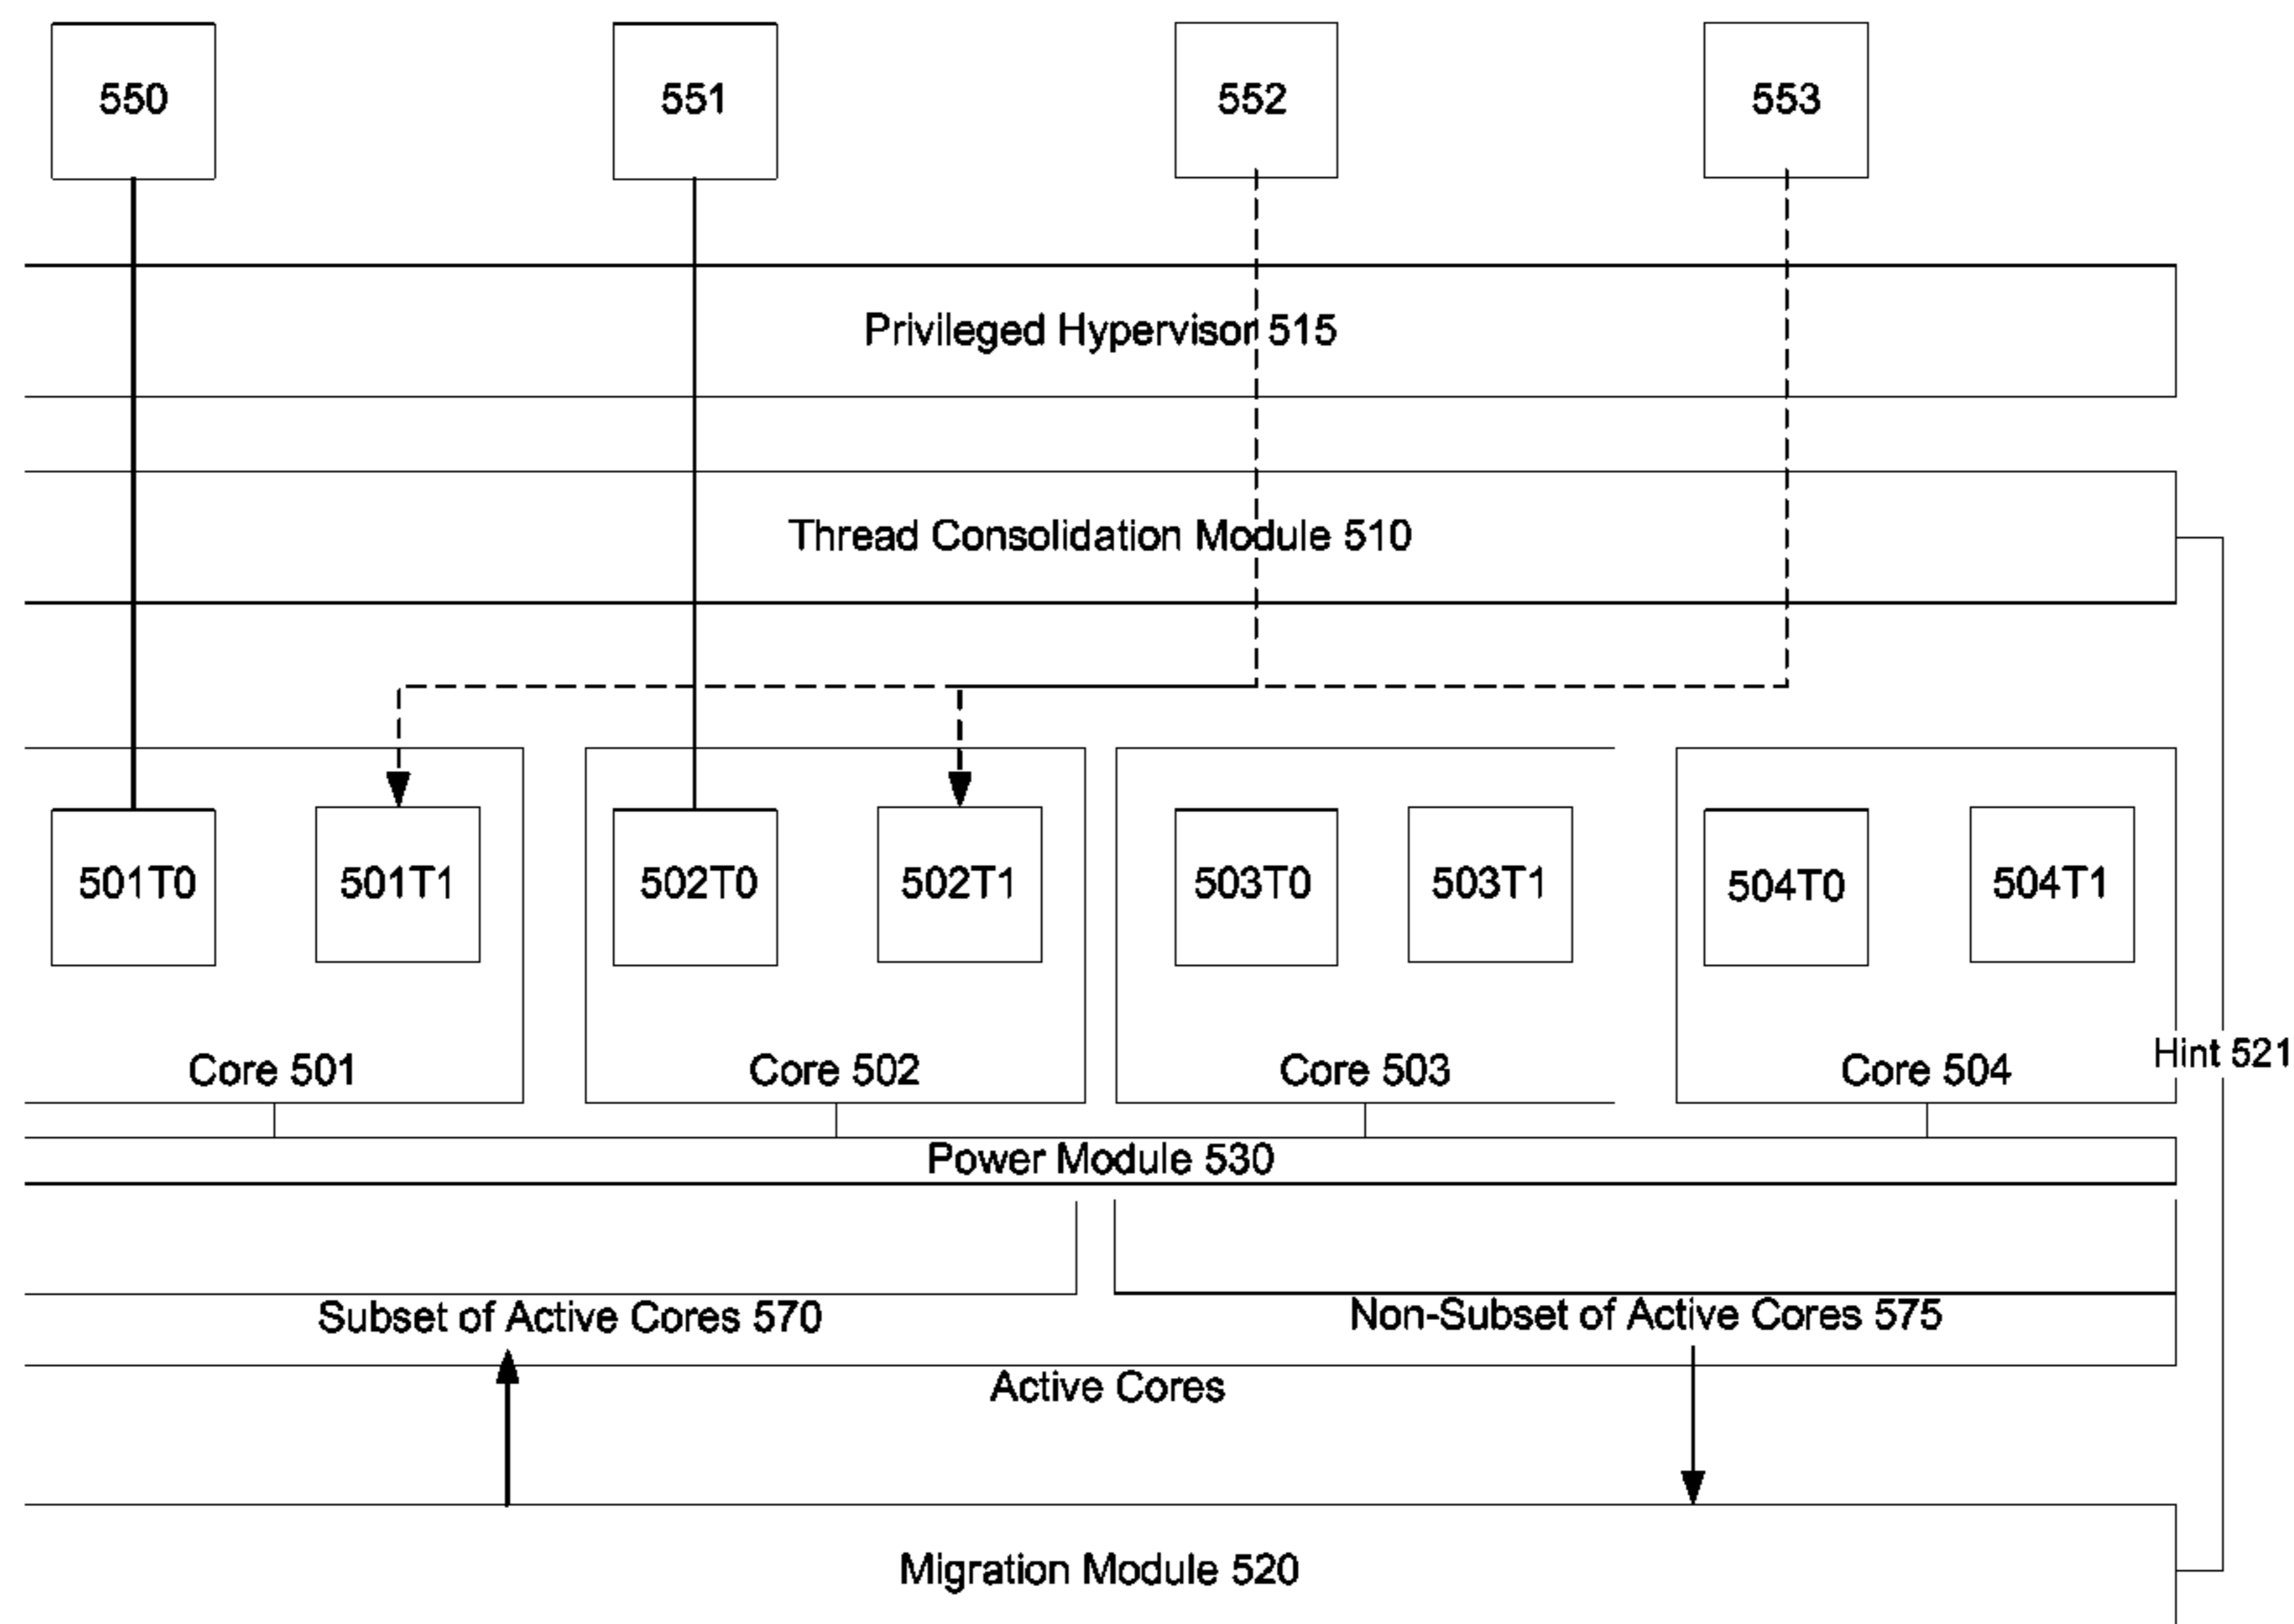 550
551
552
553
Privileged Hypervisor 515
Thread Consolidation Module 510
501T0
501T1
502T0
502T1
503T0
503T1
504T0
504T1
Core 501
Core 502
Core 503
Core 504
Hint 521
Power Module 530
Subset of Active Cores 570
Non-Subset of Active Cores 575
Active Cores
Migration Module 520